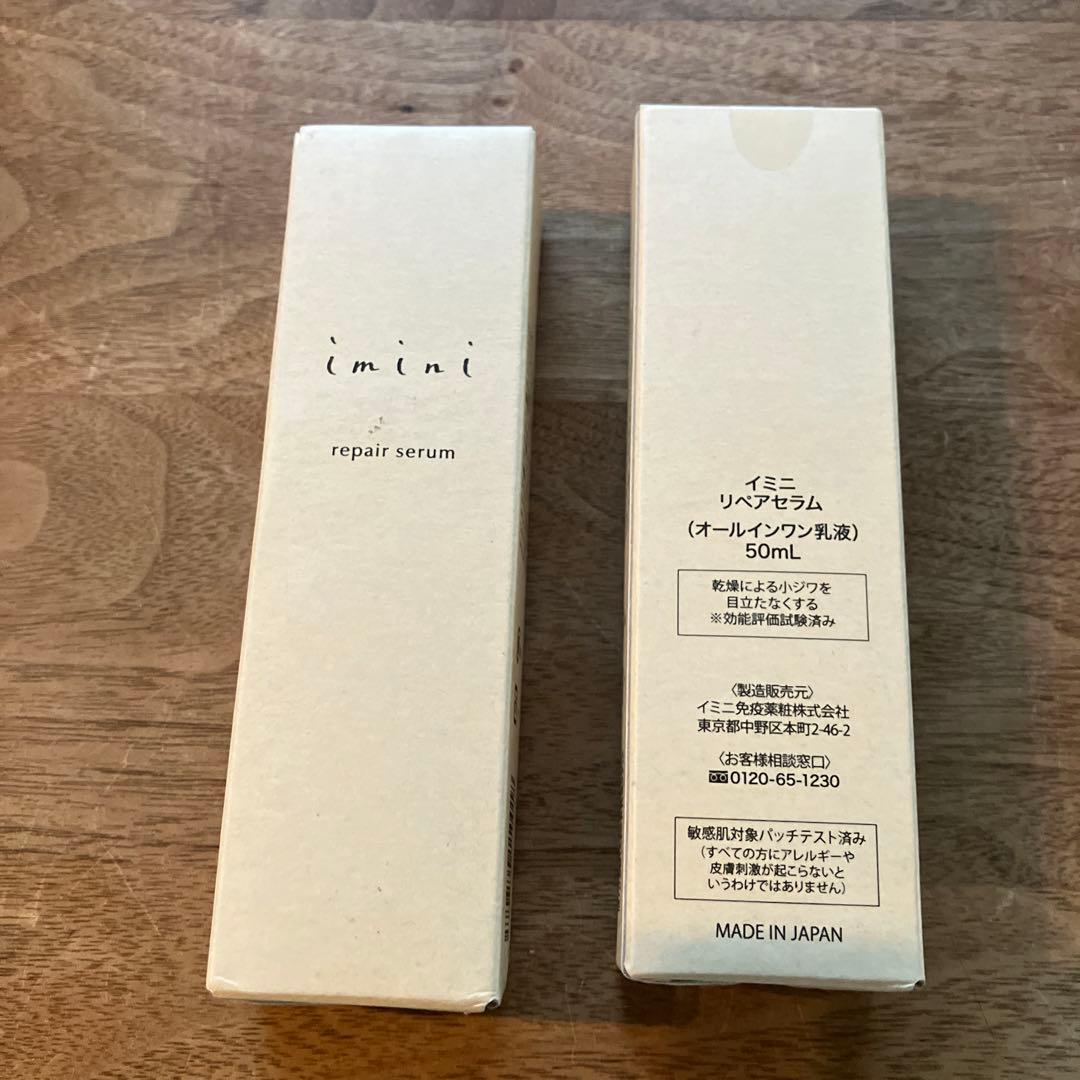 imini
repair serum
イミニ
リペアセラム
(オールインワン乳液)
50mL
乾燥による小ジワを
目立たなくする
※効能評価試験済み
〈製造販売元〉
イミニ免疫薬粧株式会社
東京都中野区本町2-46-2
〈お客様相談窓口〉
0120-65-1230
敏感肌対象パッチテスト済み
(すべての方にアレルギーや
皮膚刺激が起こらないと
いうわけではありません)
MADE IN JAPAN